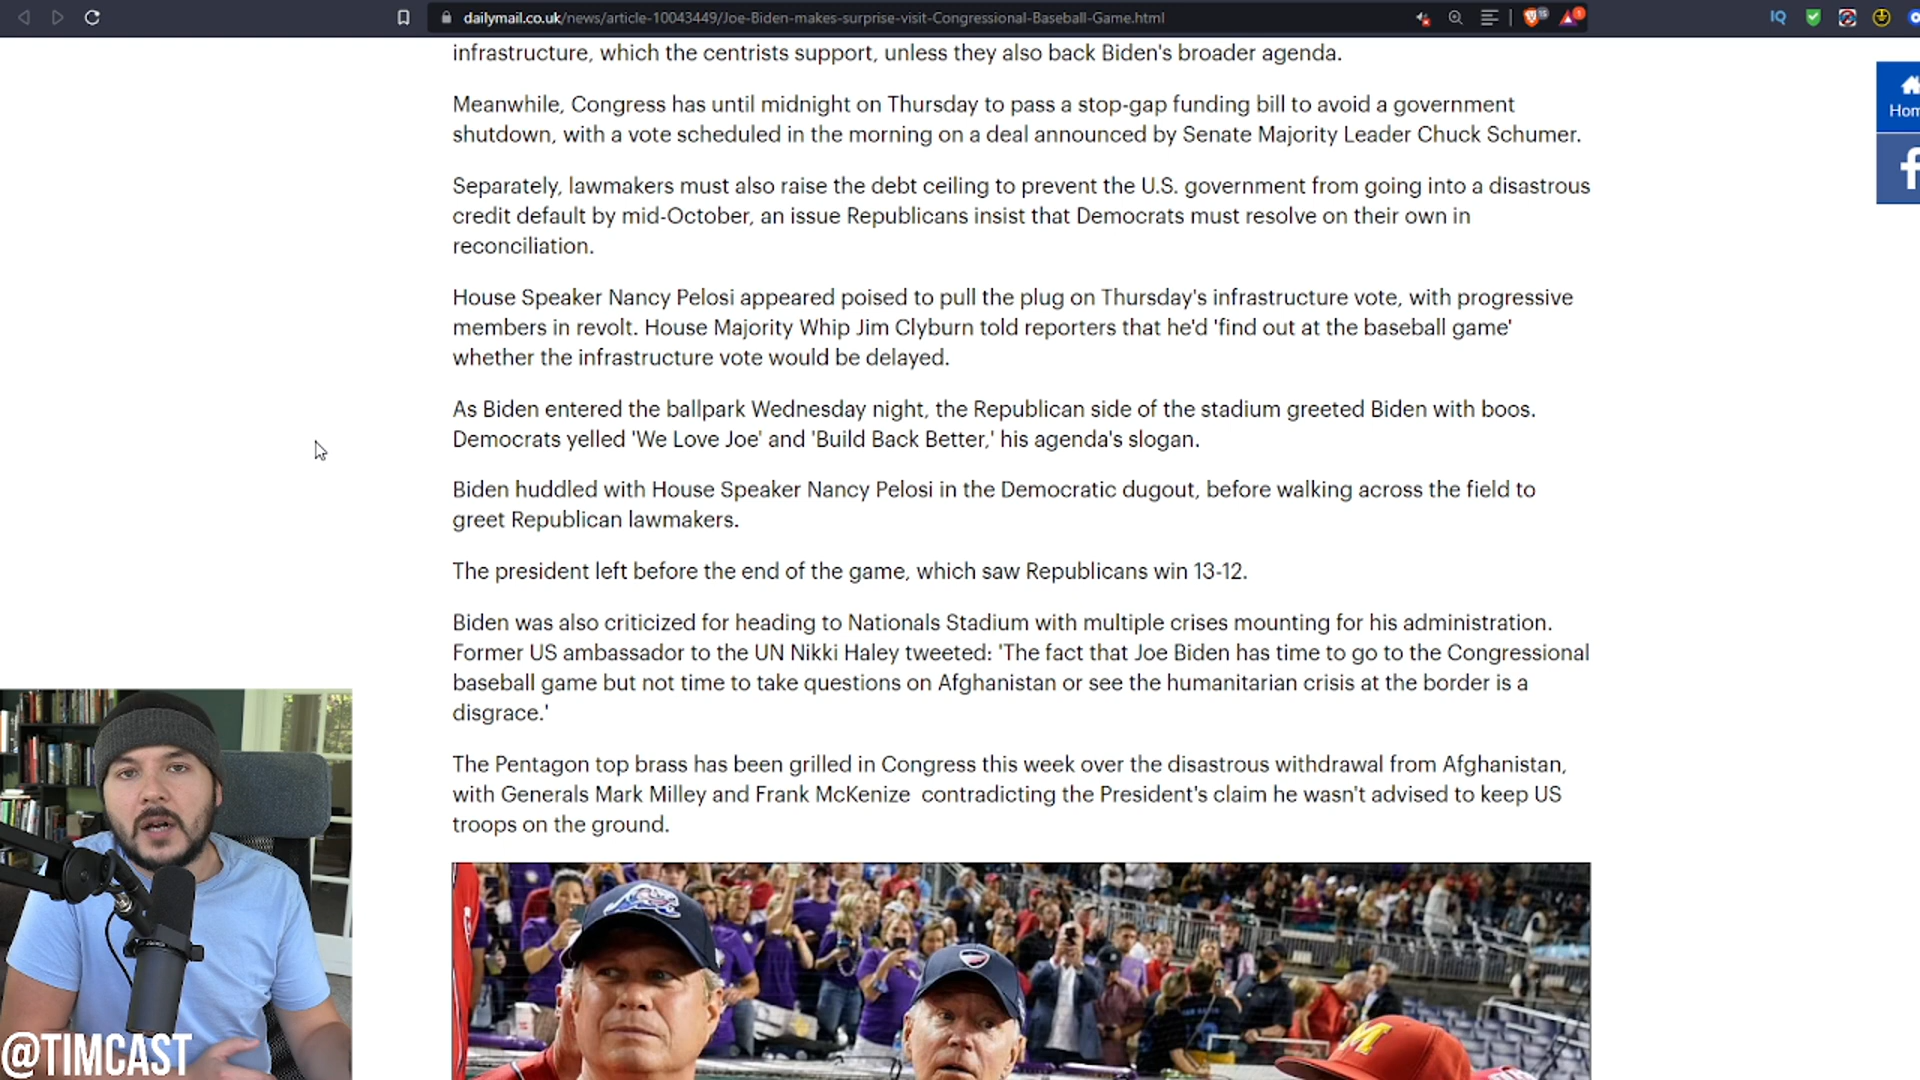 dailymail.co.uk/news/article-10043449/Joe-Biden-makes-surprise-visit-Congressional-Baseball-Game.html
IQ
infrastructure, which the centrists support, unless they also back Biden's broader agenda.
Hom
Meanwhile, Congress has until midnight on Thursday to pass a stop-gap funding bill to avoid a government
shutdown, with a vote scheduled in the morning on a deal announced by Senate Majority Leader Chuck Schumer.
Separately, lawmakers must also raise the debt ceiling to prevent the U.S. government from going into a disastrous
credit default by mid-October, an issue Republicans insist that Democrats must resolve on their own in
reconciliation.
House Speaker Nancy Pelosi appeared poised to pull the plug on Thursday's infrastructure vote, with progressive
members in revolt. House Majority Whip Jim Clyburn told reporters that he'd 'find out at the baseball game'
whether the infrastructure vote would be delayed.
As Biden entered the ballpark Wednesday night, the Republican side of the stadium greeted Biden with boos.
Democrats yelled 'We Love Joe' and 'Build Back Better,' his agenda's slogan.
Biden huddled with House Speaker Nancy Pelosi in the Democratic dugout, before walking across the field to
greet Republican lawmakers.
The president left before the end of the game, which saw Republicans win 13-12.
Biden was also criticized for heading to Nationals Stadium with multiple crises mounting for his administration.
Former US ambassador to the UN Nikki Haley tweeted: 'The fact that Joe Biden has time to go to the Congressional
baseball game but not time to take questions on Afghanistan or see the humanitarian crisis at the border is a
disgrace.'
The Pentagon top brass has been grilled in Congress this week over the disastrous withdrawal from Afghanistan,
with Generals Mark Milley and Frank McKenize contradicting the President's claim he wasn't advised to keep US
troops on the ground.
M
@TIMCAST